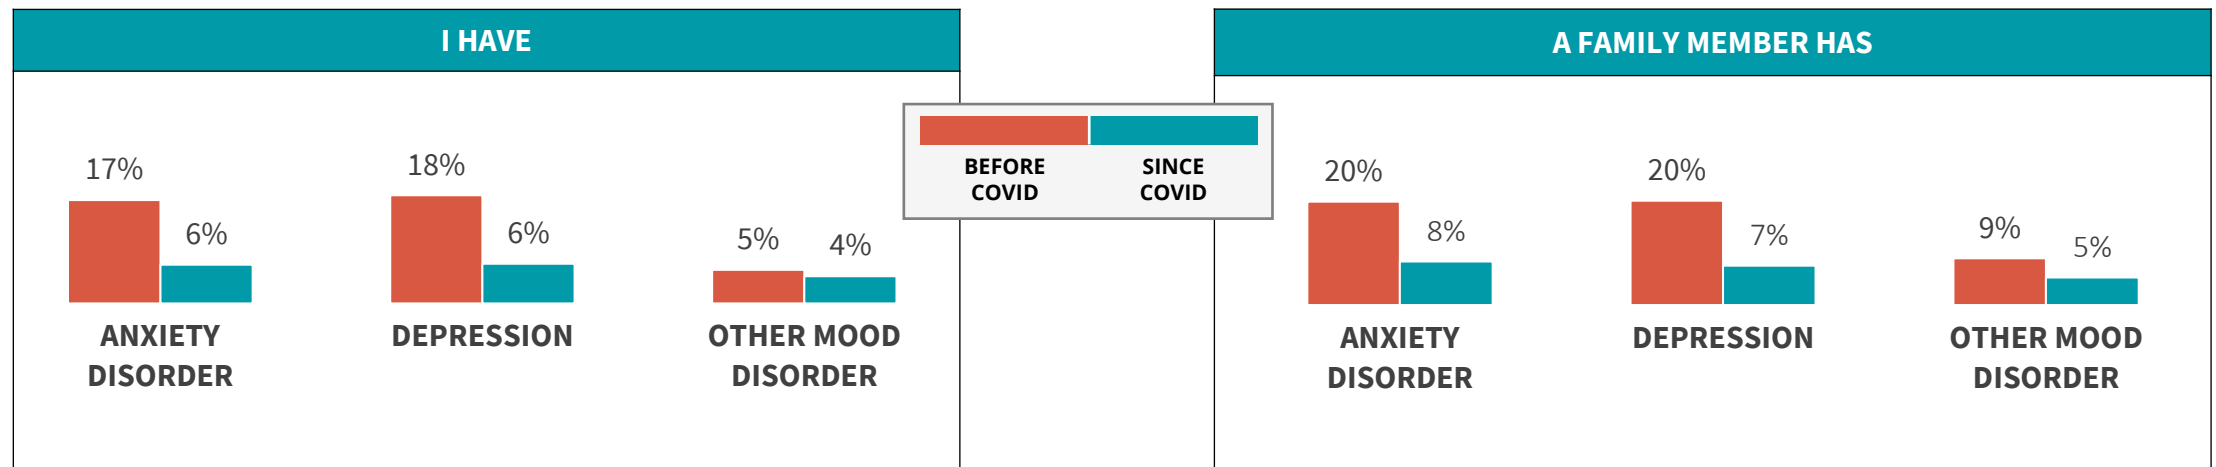 I HAVE
17%
6%
18%
6%
5%
4%
ANXIETY
DISORDER
DEPRESSION
OTHER MOOD
DISORDER
BEFORE
COVID
SINCE
COVID
A FAMILY MEMBER HAS
20%
8%
20%
7%
9%
5%
ANXIETY
DISORDER
DEPRESSION
OTHER MOOD
DISORDER